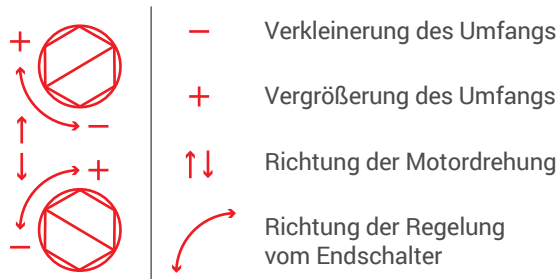 +
−
↑
↓
+
−
− Verkleinerung des Umfangs
+ Vergrößerung des Umfangs
↑↓ Richtung der Motordrehung
Richtung der Regelung
vom Endschalter